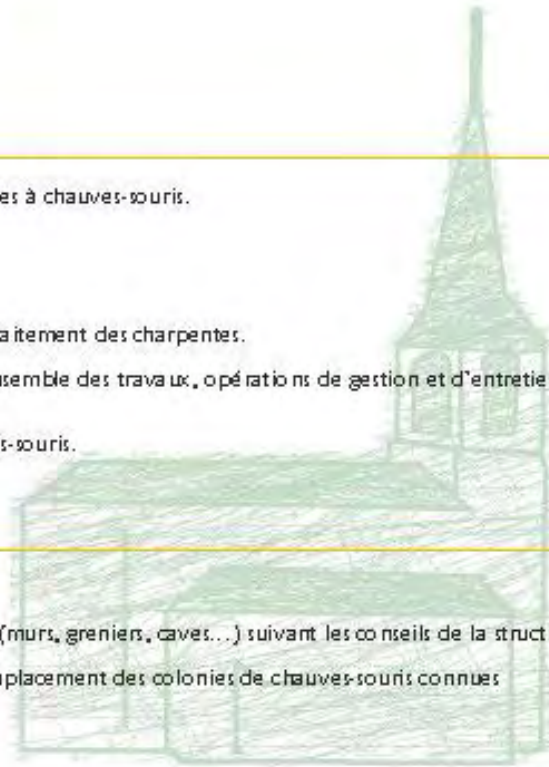 es à chauves-souris.
aitement des charpentes.
semble des travaux, opérations de gestion et d'entretie
s-souris.
(murs, greniers, caves...) suivant les conseils de la struct
placement des colonies de chauves-souris connues